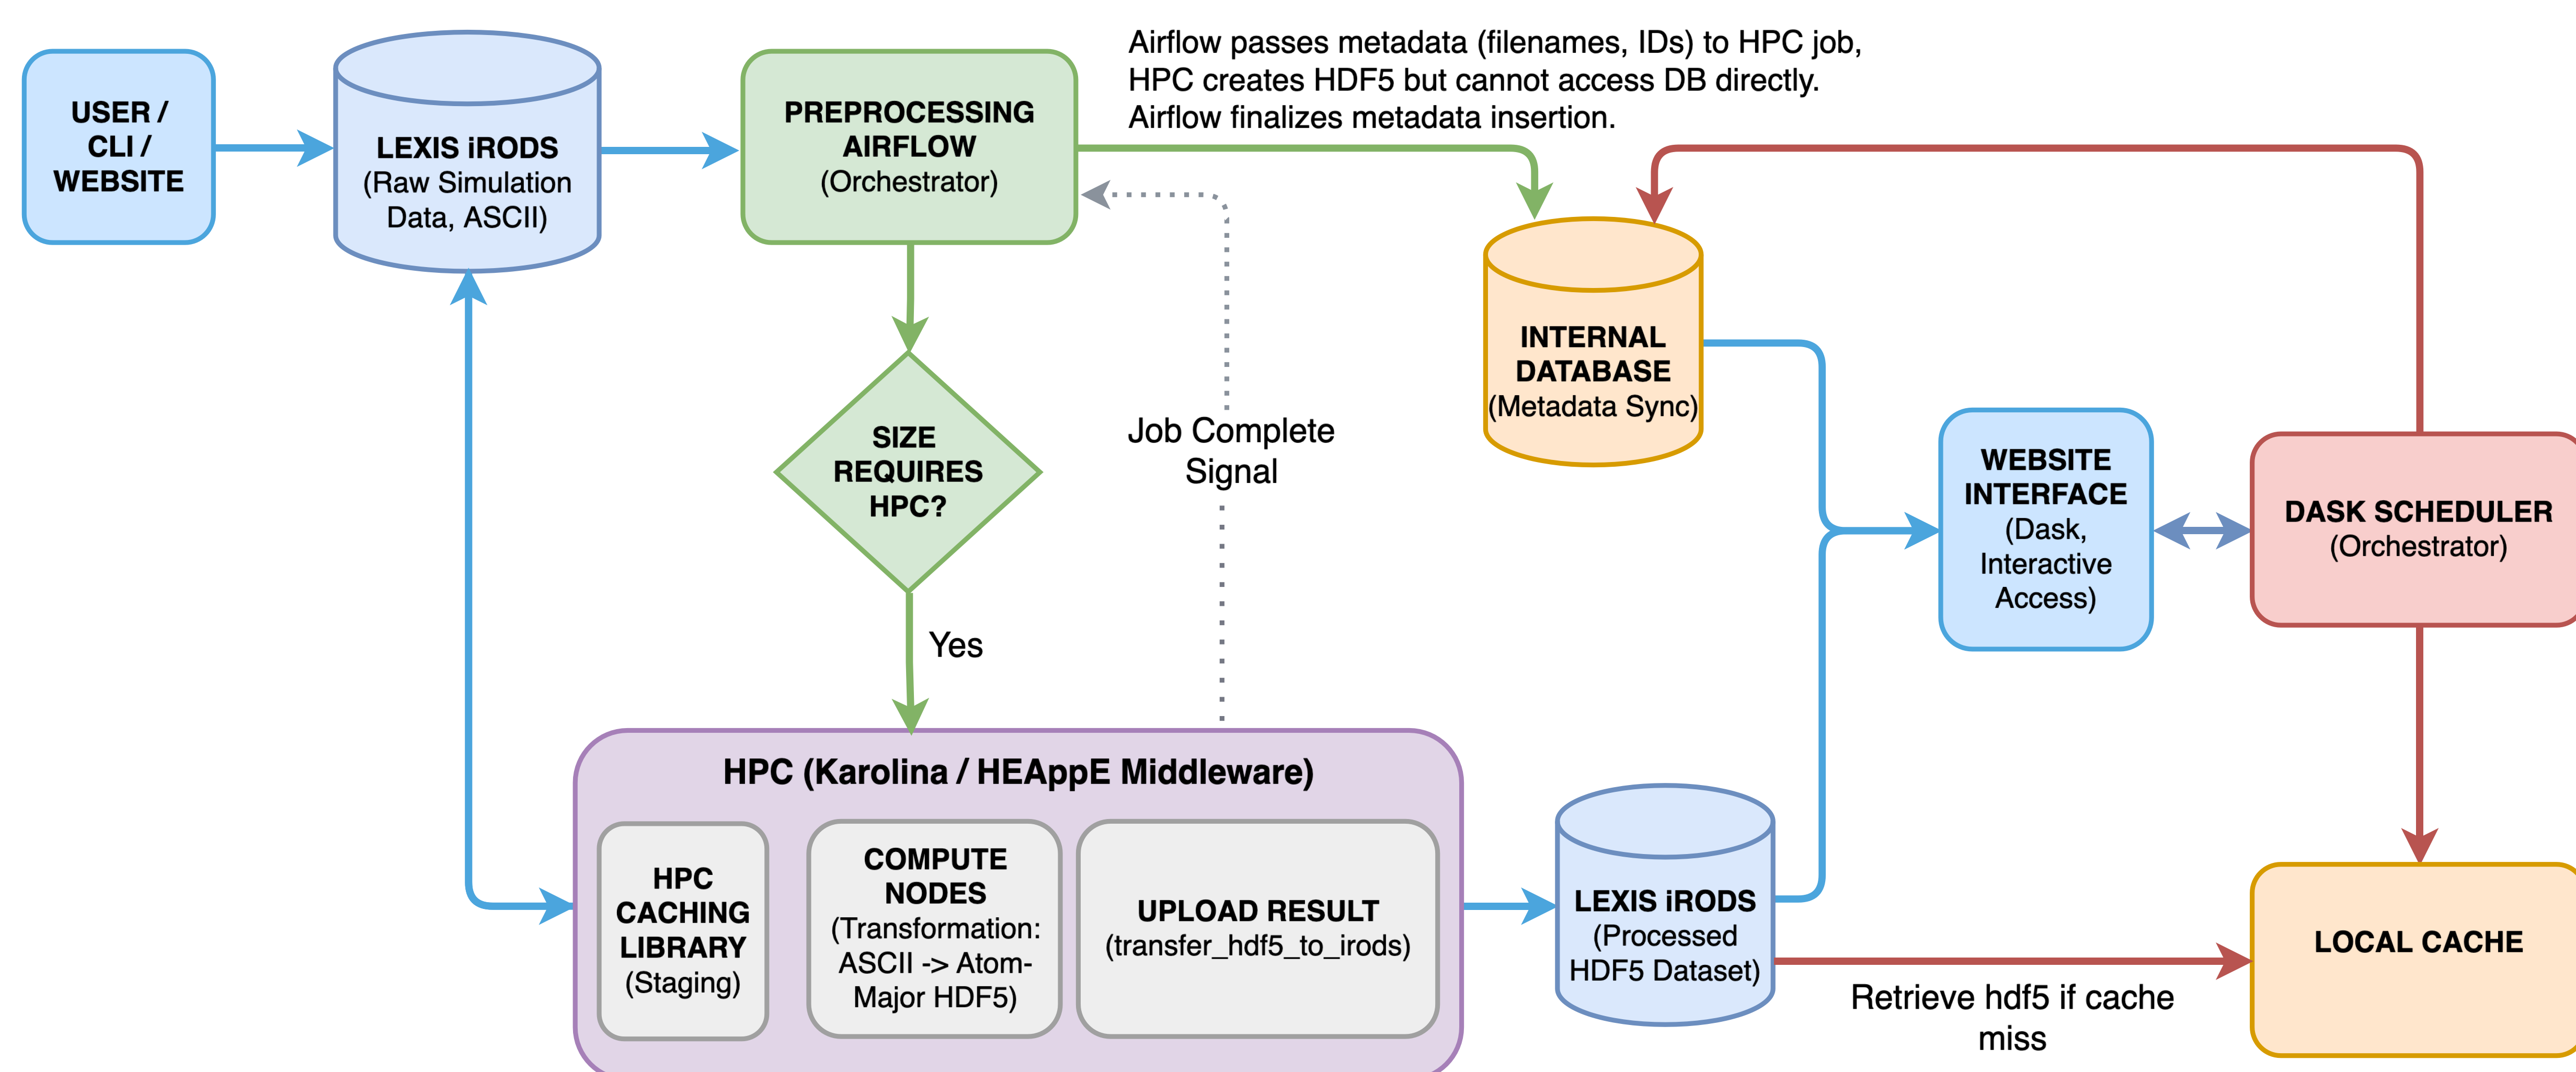 USER /
CLI /
WEBSITE
LEXIS iRODS
(Raw Simulation
Data, ASCII)
PREPROCESSING
AIRFLOW
(Orchestrator)
Airflow passes metadata (filenames, IDs) to HPC job,
HPC creates HDF5 but cannot access DB directly.
Airflow finalizes metadata insertion.
SIZE
REQUIRES
HPC?
Job Complete
Signal
Yes
INTERNAL
DATABASE
(Metadata Sync)
WEBSITE
INTERFACE
(Dask,
Interactive
Access)
DASK SCHEDULER
(Orchestrator)
HPC (Karolina / HEAppE Middleware)
HPC
CACHING
LIBRARY
(Staging)
COMPUTE
NODES
(Transformation:
ASCII -> Atom-
Major HDF5)
UPLOAD RESULT
(transfer_hdf5_to_irods)
LEXIS iRODS
(Processed
HDF5 Dataset)
Retrieve hdf5 if cache
miss
LOCAL CACHE